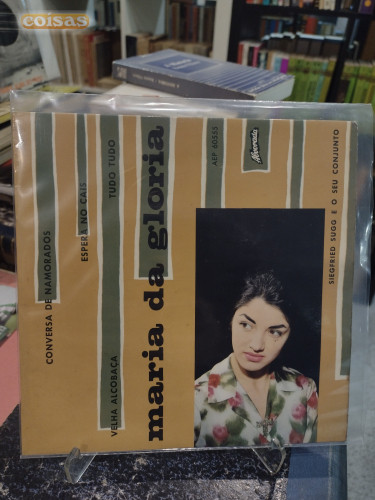 coisas
CONVERSA DE NAMORADOS
ESPERA NO CAIS
VELHA ALCOBAÇA
TUDO TUDO
maria da gloria
AEP 60555
Alvorada
SIEGFRIED SUGG E O SEU CONJUNTO